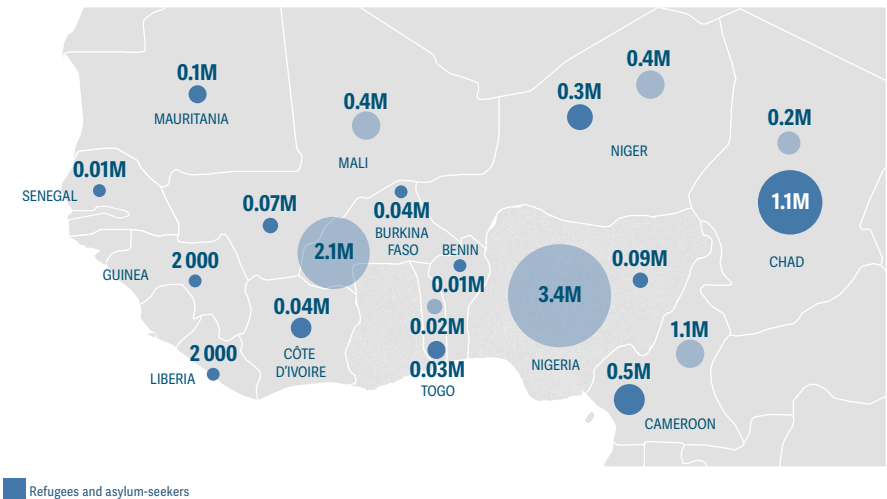 0.4M
0.1M
0.3M
0.4M
MAURITANIA
0.2M
MALI
NIGER
0.01M
SENEGAL
1.1M
0.07M
0.04M
BURKINA
FASO
BENIN
2.1M
0.09M
2 000
GUINEA
CHAD
0.01M
3.4M
0.04M
0.02M
1.1M
2 000
CÔTE
D'IVOIRE
LIBERIA
0.03M
TOGO
NIGERIA
0.5M
CAMEROON
Refugees and asylum-seekers